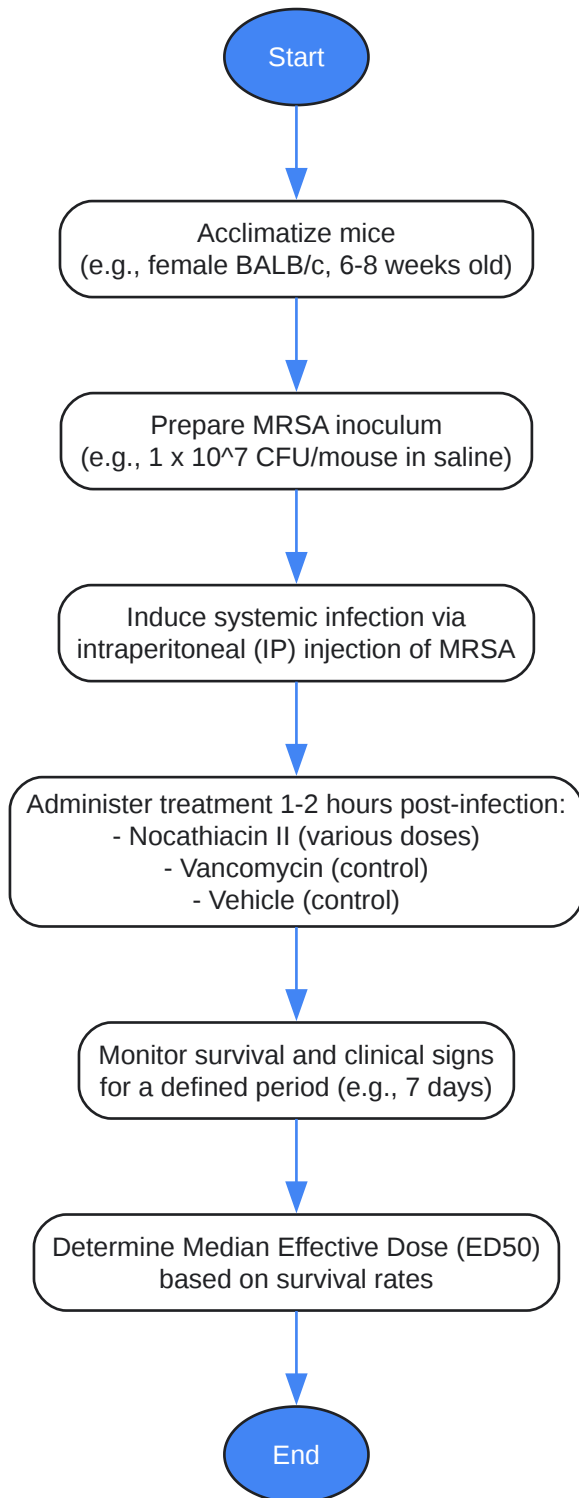 Start
Acclimatize mice
(e.g., female BALB/c, 6-8 weeks old)
Prepare MRSA inoculum
(e.g., 1 x 10^7 CFU/mouse in saline)
Induce systemic infection via
intraperitoneal (IP) injection of MRSA
Administer treatment 1-2 hours post-infection:
- Nocathiacin II (various doses)
- Vancomycin (control)
- Vehicle (control)
Monitor survival and clinical signs
for a defined period (e.g., 7 days)
Determine Median Effective Dose (ED50)
based on survival rates
End